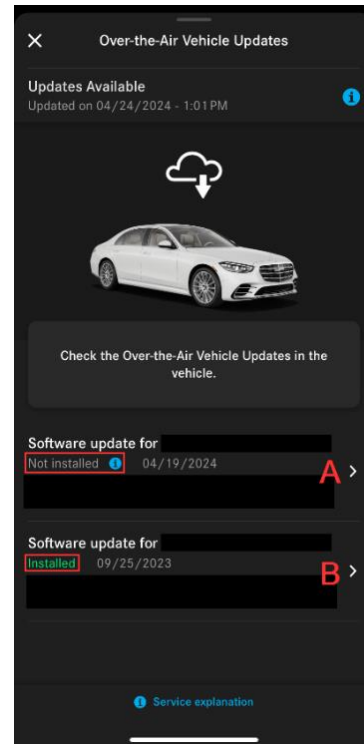 Over-the-Air Vehicle Updates
Updates Available
Updated on 04/24/2024 - 1:01 PM
Check the Over-the-Air Vehicle Updates in the
vehicle.
Software update for
Not installed 04/19/2024
A
Software update for
Installed 09/25/2023
B
Service explanation